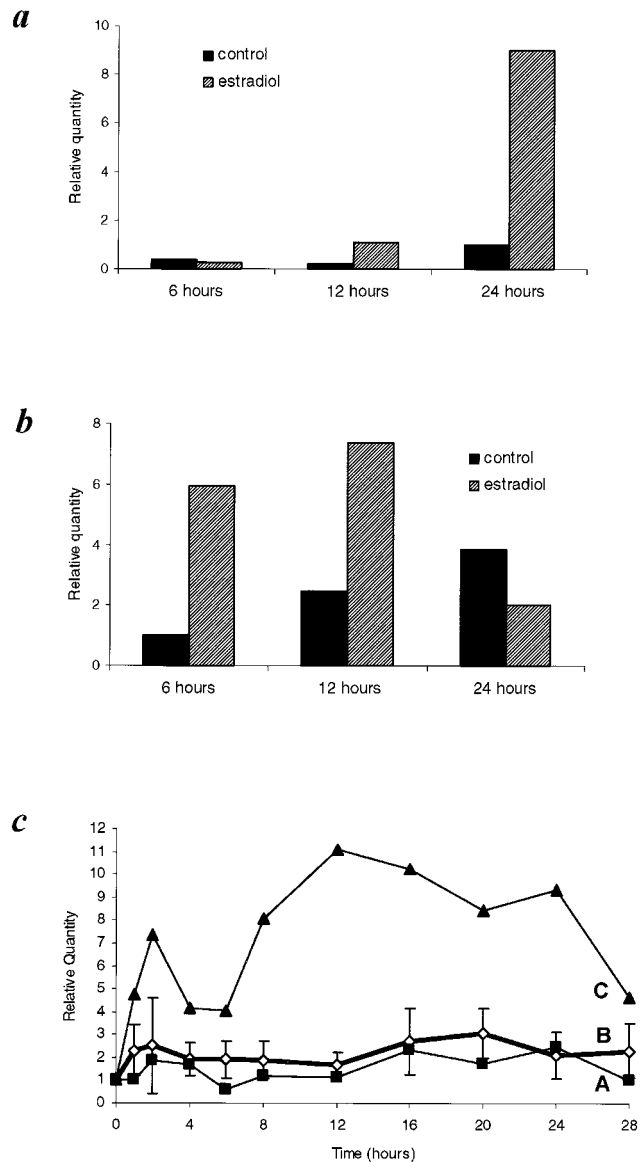 a
10
8
6
4
2
0
Relative quantity
control
estradiol
6 hours
12 hours
24 hours
b
8
6
4
2
0
Relative quantity
control
estradiol
6 hours
12 hours
24 hours
c
12
11
10
9
8
7
6
5
4
3
2
1
0
Relative Quantity
C
B
A
0
4
8
12
16
20
24
28
Time (hours)